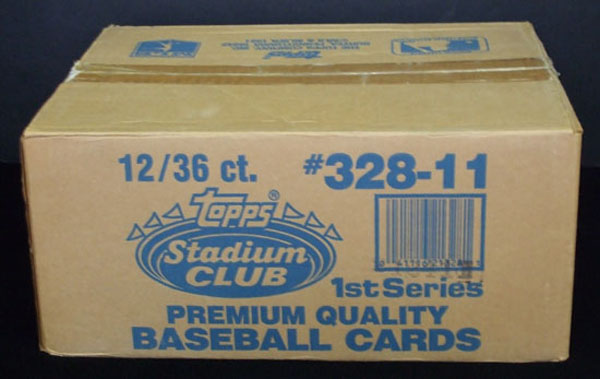 12/36 ct. #328-11
topps®
Stadium
CLUB
1st Series
PREMIUM QUALITY
BASEBALL CARDS